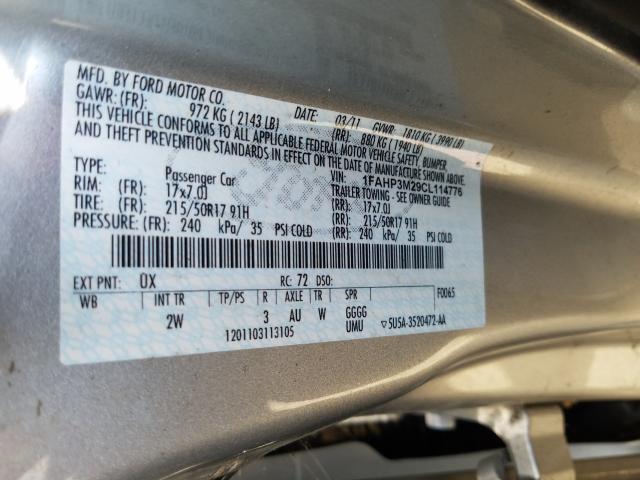 MFD. BY FORD MOTOR CO.
DATE: 03/11 GVWR: 1810 KG ( 3990 LB)
GAWR: (FR): 972 KG ( 2143 LB) (RR): 880 KG ( 1940 LB)
THIS VEHICLE CONFORMS TO ALL APPLICABLE FEDERAL MOTOR VEHICLE SAFETY, BUMPER
AND THEFT PREVENTION STANDARDS IN EFFECT ON THE DATE OF MANUFACTURE SHOWN ABOVE.
VIN: 1FAHP3M29CL114776
TYPE: Passenger Car TRAILER TOWING - SEE OWNER GUIDE
RIM: (FR): 17x7.0J (RR): 17x7.0J
TIRE: (FR): 215/50R17 91H (RR): 215/50R17 91H
PRESSURE: (FR): 240 kPa/ 35 PSI COLD (RR): 240 kPa/ 35 PSI COLD
EXT PNT: UX RC: 72 DSO: F0065
WB INT TR TP/PS R AXLE TR SPR
2W 3 AU W GGGG
1201103113105 UMU ▽ 5U5A-3520472-AA